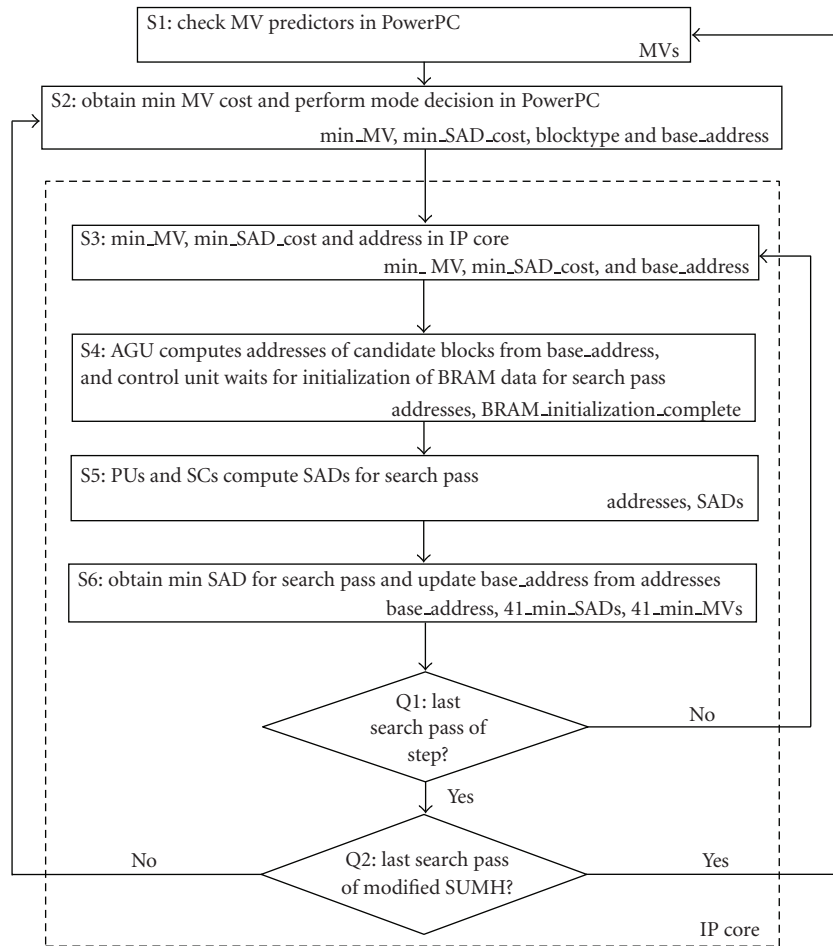 S1: check MV predictors in PowerPC
MVs
S2: obtain min MV cost and perform mode decision in PowerPC
min_MV, min_SAD_cost, blocktype and base_address
S3: min_MV, min_SAD_cost and address in IP core
min_ MV, min_SAD_cost, and base_address
S4: AGU computes addresses of candidate blocks from base_address,
and control unit waits for initialization of BRAM data for search pass
addresses, BRAM_initialization_complete
S5: PUs and SCs compute SADs for search pass
addresses, SADs
S6: obtain min SAD for search pass and update base_address from addresses
base_address, 41_min_SADs, 41_min_MVs
Q1: last
search pass of
step?
No
Yes
No
Q2: last search pass
of modified SUMH?
Yes
IP core